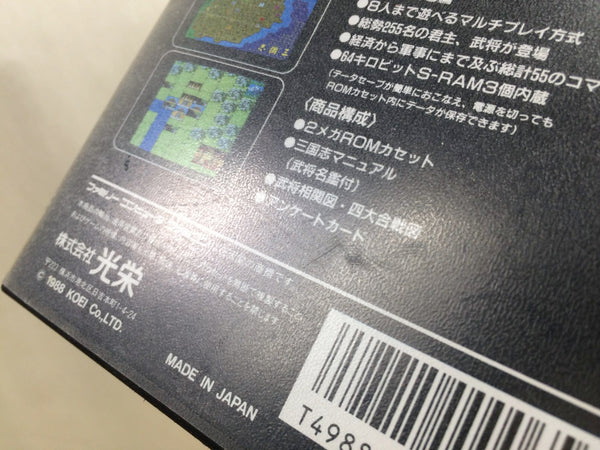 ●8人まで遊べるマルチプレイ方式
●総勢255名の君主、武将が登場
●経済から軍事にまで及ぶ総計55のコマ
●64キロビットS-RAM3個内蔵
(データセーブが簡単におこなえ、電源を切っても
ROMカセット内にデータが保存できます)
〈商品構成〉
●2メガROMカセット
●三国志マニュアル
(武将名鑑付)
●武将相関図・四大合戦図
●アンケートカート
株式会社 光栄
© 1988 KOEI Co.,LTD.
MADE IN JAPAN
T4988